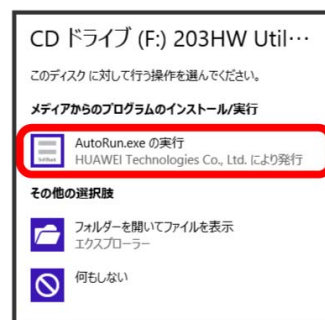 CD ドライブ (F:) 203HW Util…
このディスクに対して行う操作を選んでください。
メディアからのプログラムのインストール/実行
AutoRun.exe の実行
HUAWEI Technologies Co., Ltd. により発行
その他の選択肢
フォルダーを開いてファイルを表示
エクスプローラー
何もしない